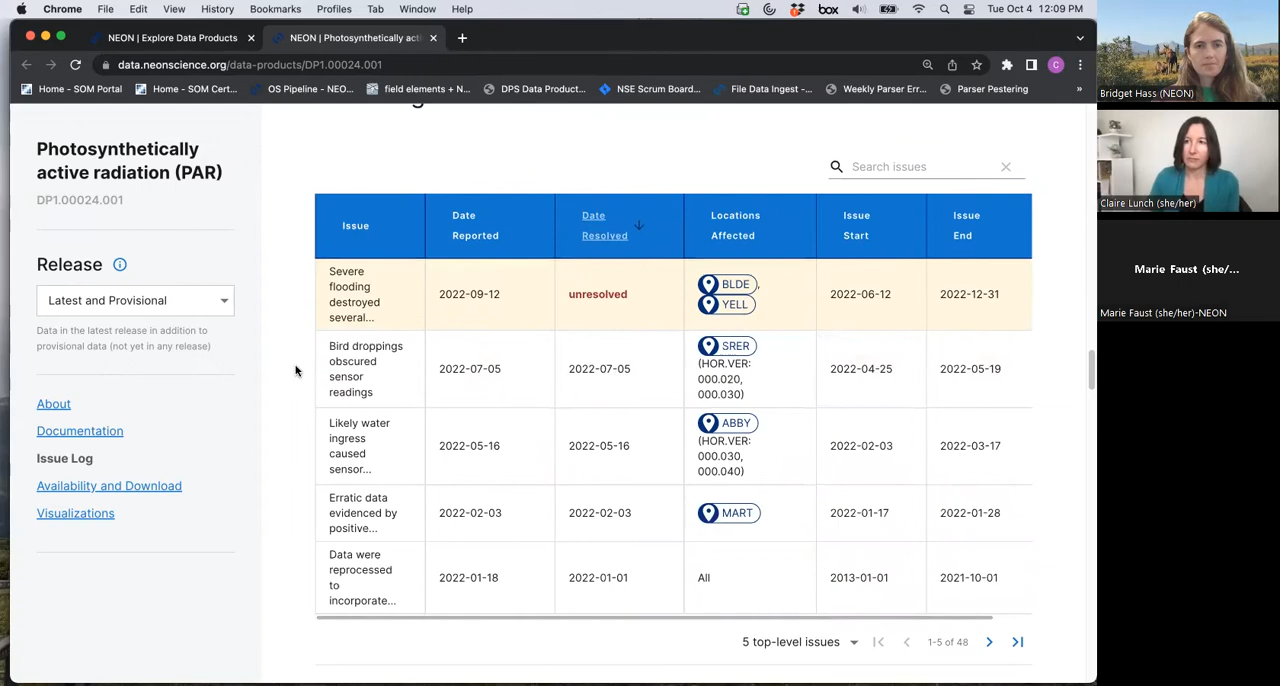 Chrome File Edit View History Bookmarks Profiles Tab Window Help
box
Tue Oct 4 12:09 PM
NEON | Explore Data Products
NEON | Photosynthetically acti
data.neonscience.org/data-products/DP1.00024.001
C
Home - SOM Portal
Home - SOM Cert...
OS Pipeline - NEO...
field elements + N...
DPS Data Product...
NSE Scrum Board...
File Data Ingest -...
Weekly Parser Err...
Parser Pestering
»
Photosynthetically
active radiation (PAR)
DP1.00024.001
Release
Latest and Provisional
Data in the latest release in addition to
provisional data (not yet in any release)
About
Documentation
Issue Log
Availability and Download
Visualizations
Search issues
Issue
Date
Reported
Date
Resolved
Locations
Affected
Issue
Start
Issue
End
Severe
flooding
destroyed
several...
2022-09-12
unresolved
BLDE,
YELL
2022-06-12
2022-12-31
Bird droppings
obscured
sensor
readings
2022-07-05
2022-07-05
SRER
(HOR.VER:
000.020,
000.030)
2022-04-25
2022-05-19
Likely water
ingress
caused
sensor...
2022-05-16
2022-05-16
ABBY
(HOR.VER:
000.030,
000.040)
2022-02-03
2022-03-17
Erratic data
evidenced by
positive...
2022-02-03
2022-02-03
MART
2022-01-17
2022-01-28
Data were
reprocessed
to
incorporate...
2022-01-18
2022-01-01
All
2013-01-01
2021-10-01
5 top-level issues
1-5 of 48
Bridget Hass (NEON)
Claire Lunch (she/her)
Marie Faust (she/...
Marie Faust (she/her)-NEON